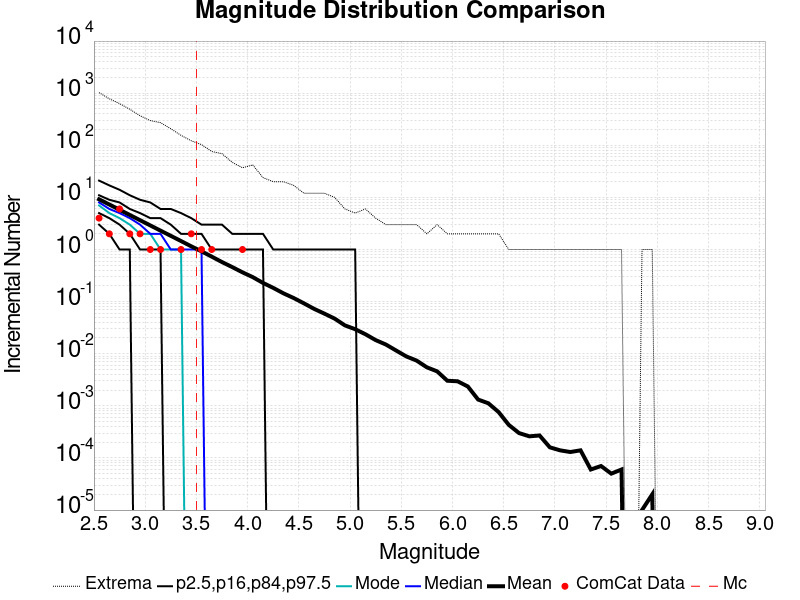 Magnitude Distribution Comparison
10^4
10^3
10^2
10^1
10^0
10^-1
10^-2
10^-3
10^-4
10^-5
Incremental Number
2.5 3.0 3.5 4.0 4.5 5.0 5.5 6.0 6.5 7.0 7.5 8.0 8.5 9.0
Magnitude
Extrema p2.5,p16,p84,p97.5 Mode Median Mean ComCat Data Mc